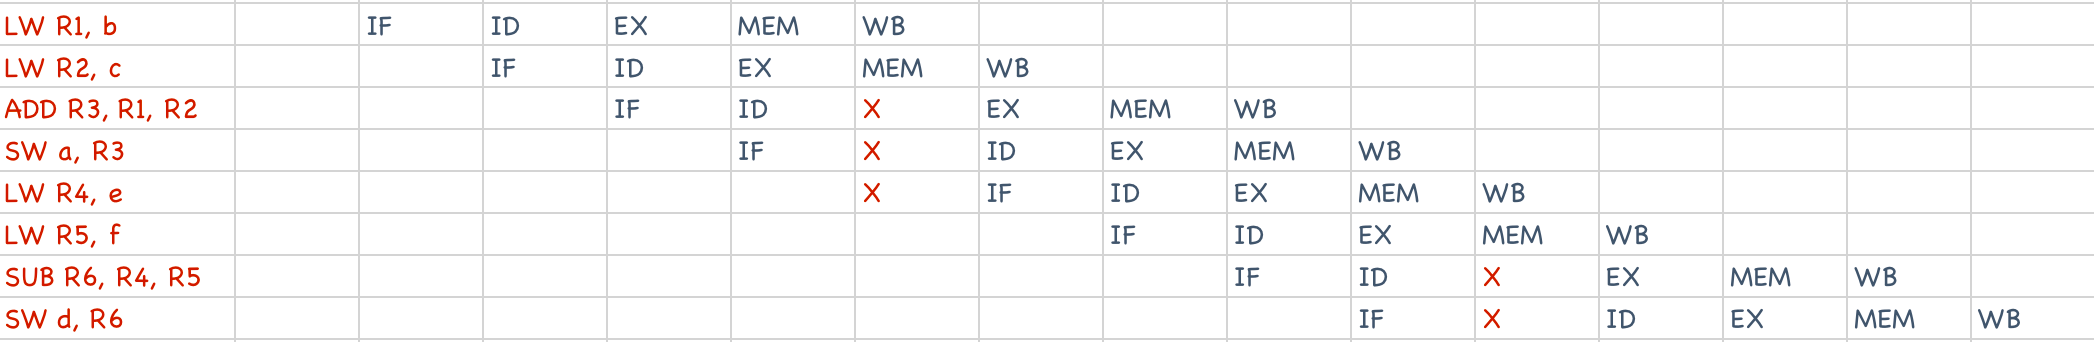 LW R1, b IF ID EX MEM WB
LW R2, c IF ID EX MEM WB
ADD R3, R1, R2 IF ID X EX MEM WB
SW a, R3 IF X ID EX MEM WB
LW R4, e X IF ID EX MEM WB
LW R5, f IF ID EX MEM WB
SUB R6, R4, R5 IF ID X EX MEM WB
SW d, R6 IF X ID EX MEM WB